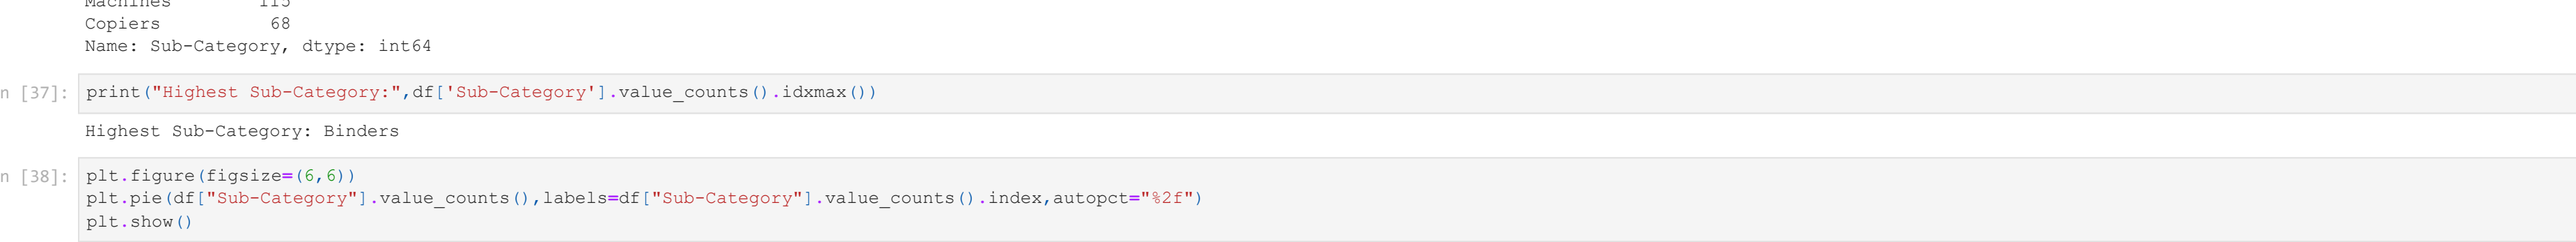 Machines 115
Copiers 68
Name: Sub-Category, dtype: int64
n [37]: print("Highest Sub-Category:",df['Sub-Category'].value_counts().idxmax())
Highest Sub-Category: Binders
n [38]: plt.figure(figsize=(6,6))
plt.pie(df["Sub-Category"].value_counts(),labels=df["Sub-Category"].value_counts().index,autopct="%2f")
plt.show()